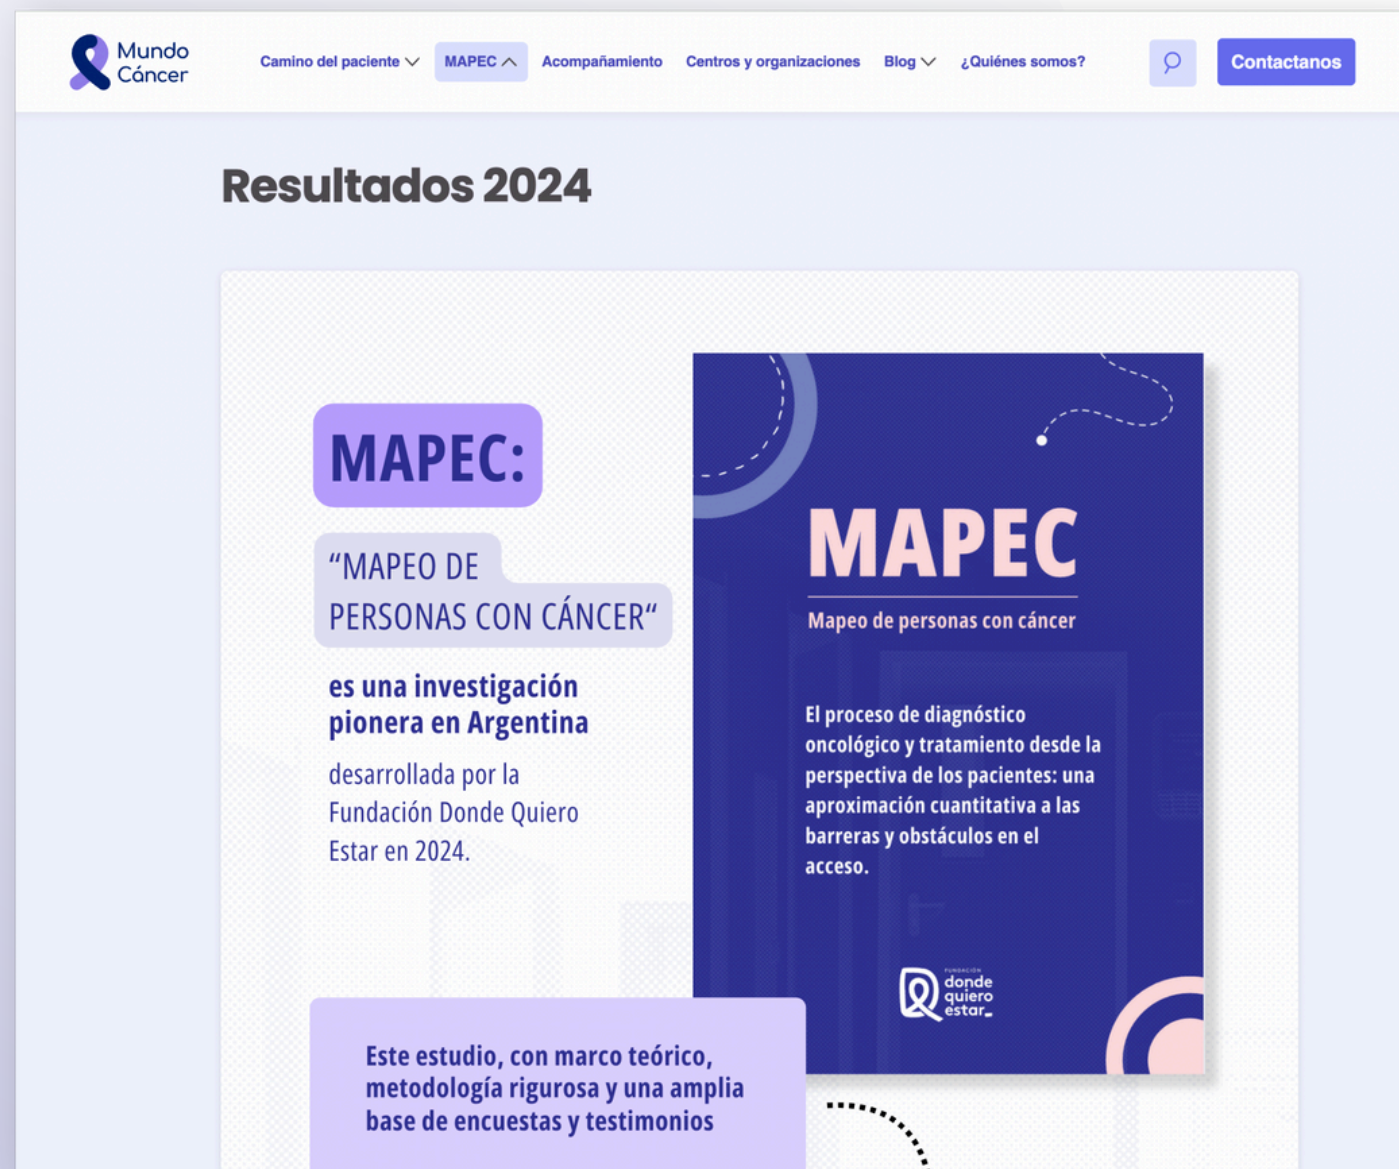 Mundo
Cáncer
Camino del paciente
MAPEC
Acompañamiento
Centros y organizaciones
Blog
¿Quiénes somos?
Contactanos
Resultados 2024
MAPEC:
“MAPEO DE
PERSONAS CON CÁNCER“
es una investigación
pionera en Argentina
desarrollada por la
Fundación Donde Quiero
Estar en 2024.
MAPEC
Mapeo de personas con cáncer
El proceso de diagnóstico
oncológico y tratamiento desde la
perspectiva de los pacientes: una
aproximación cuantitativa a las
barreras y obstáculos en el
acceso.
FUNDACIÓN
donde
quiero
estar_
Este estudio, con marco teórico,
metodología rigurosa y una amplia
base de encuestas y testimonios